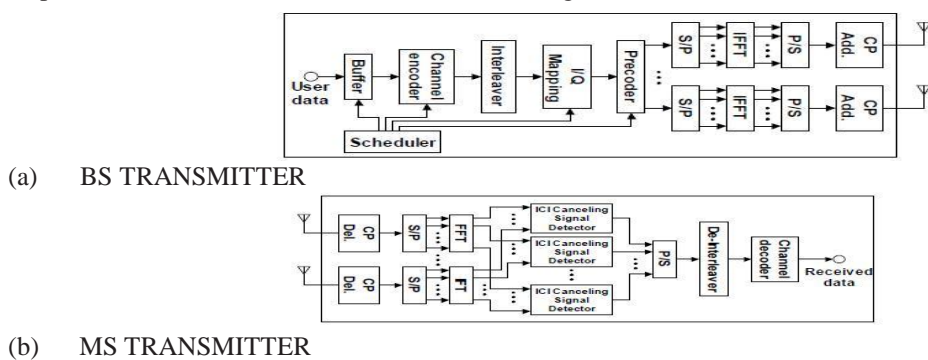 User data
Buffer
Channel encoder
Interleaver
I/Q Mapping
Precoder
S/P
IFFT
P/S
CP Add.
S/P
IFFT
P/S
CP Add.
Scheduler
(a) BS TRANSMITTER
CP Del.
S/P
FFT
ICI Canceling Signal Detector
ICI Canceling Signal Detector
ICI Canceling Signal Detector
P/S
De-Interleaver
Channel decoder
Received data
CP Del.
S/P
(b) MS TRANSMITTER